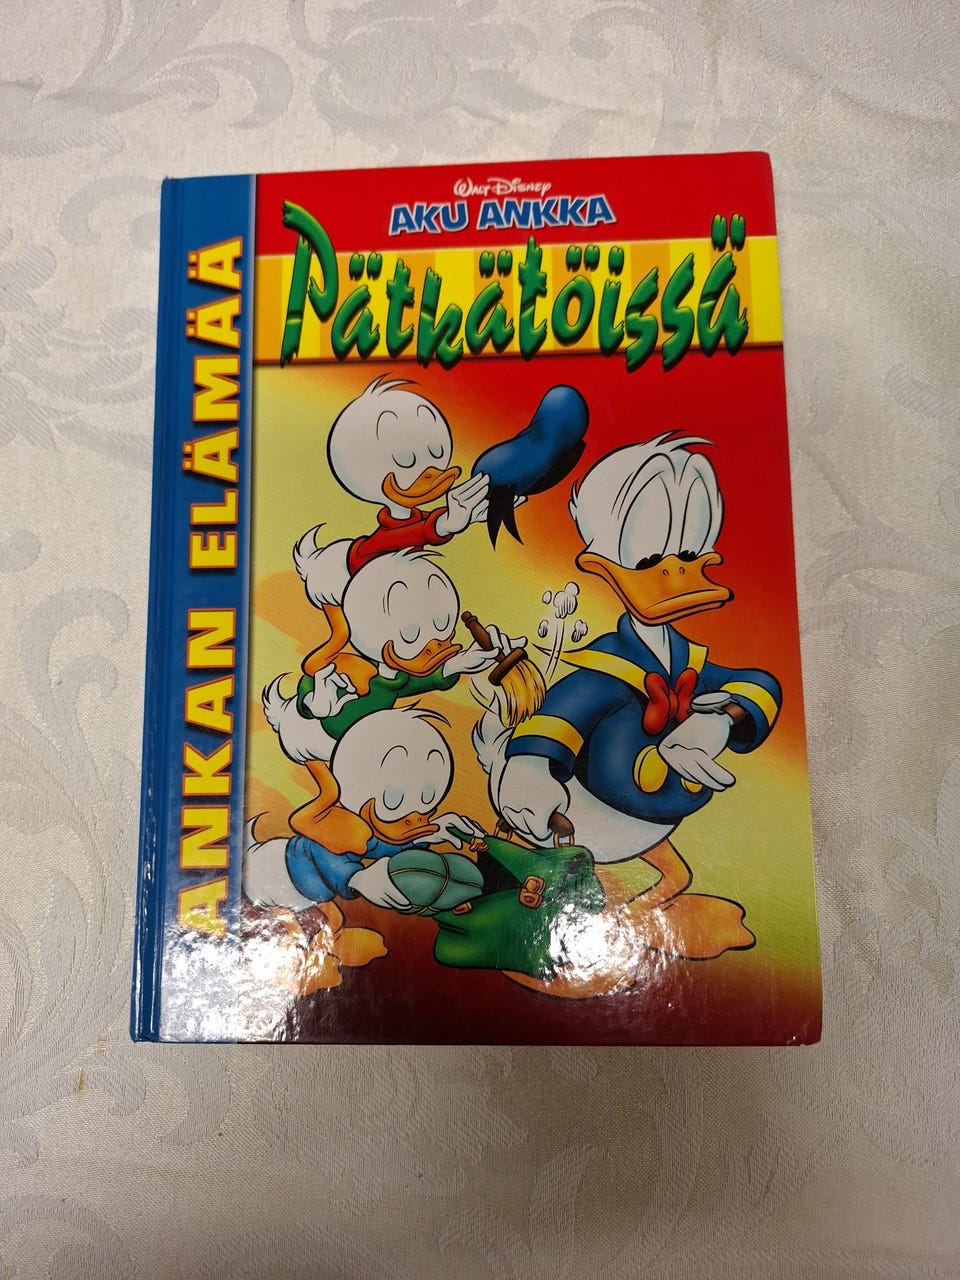 Walt Disney
AKU ANKKA
Pätkätöissä
ANKAN ELÄMÄÄ